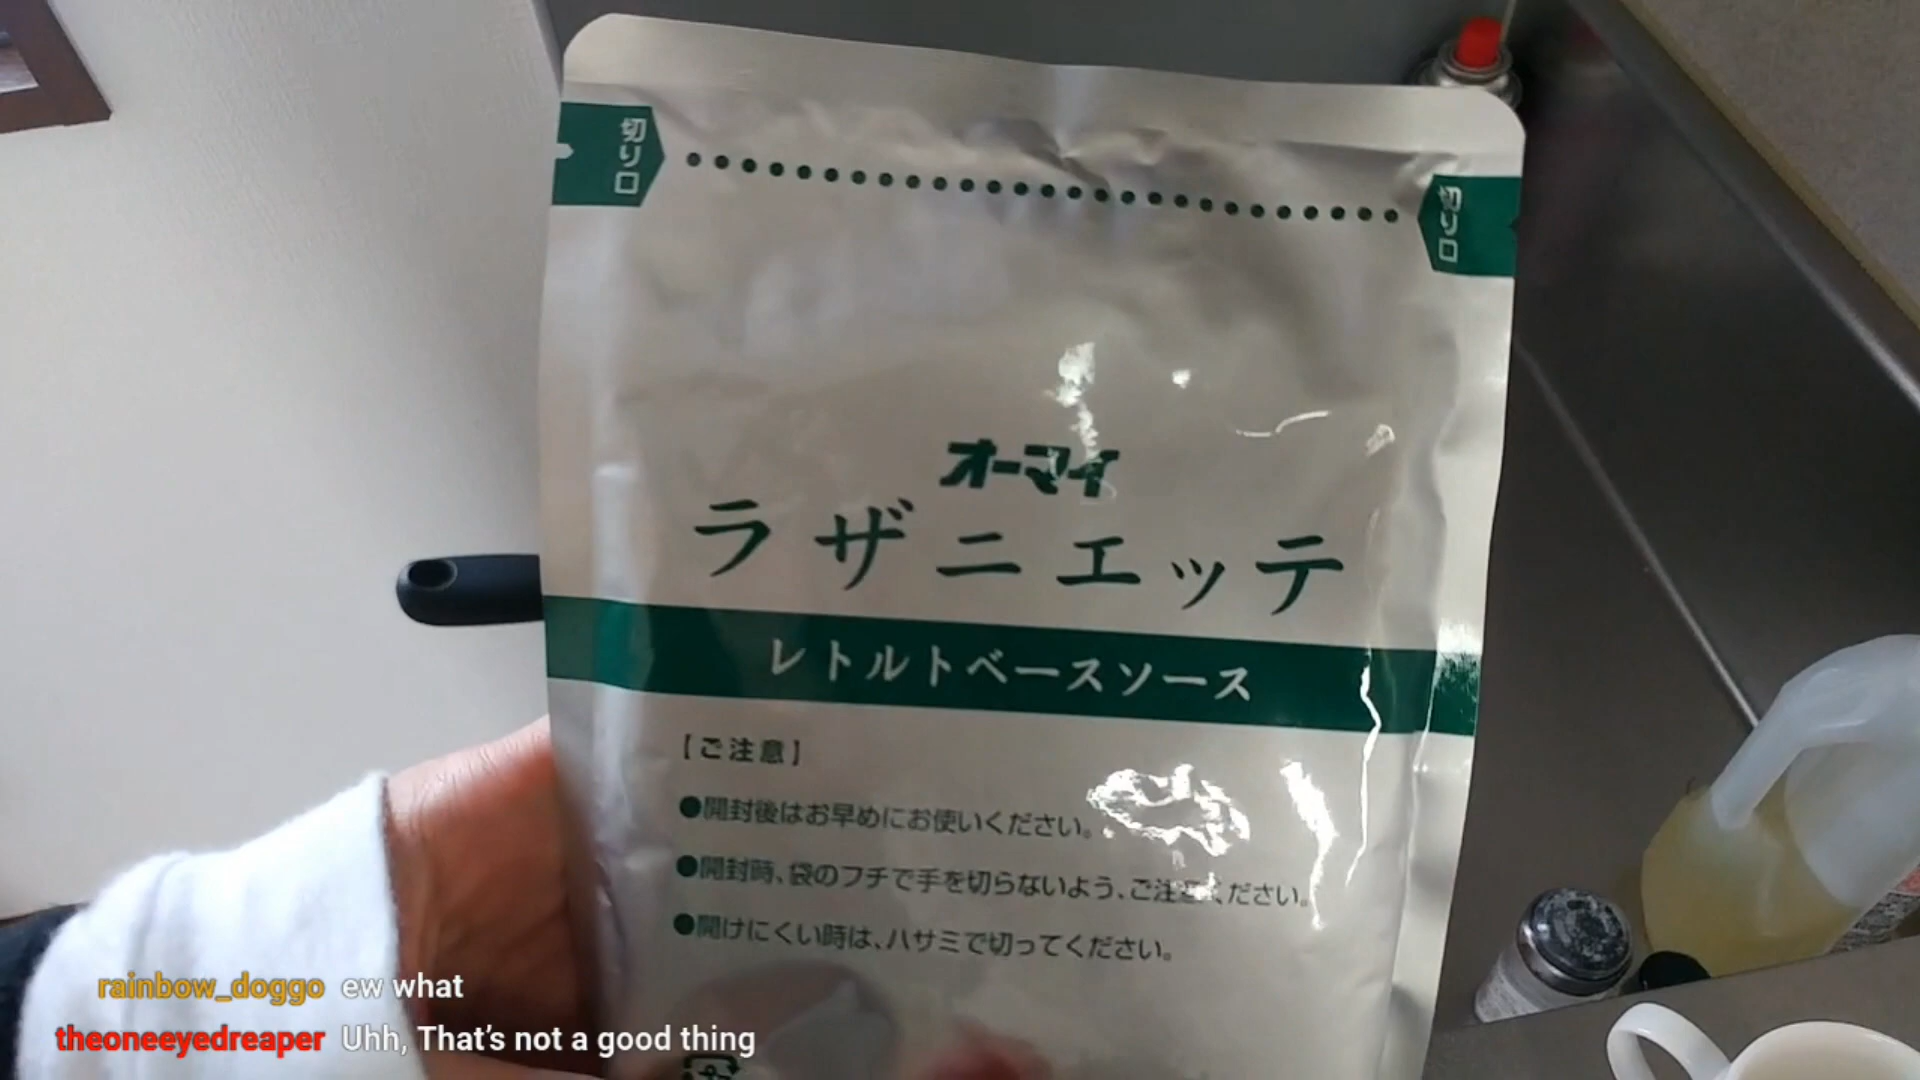 切り口
切り口
オーマイ
ラザニエッテ
レトルトベースソース
【ご注意】
●開封後はお早めにお使いください。
●開封時、袋のフチで手を切らないよう、ご注意ください。
●開けにくい時は、ハサミで切ってください。
rainbow_doggo ew what
theoneeyedreaper Uhh, That's not a good thing